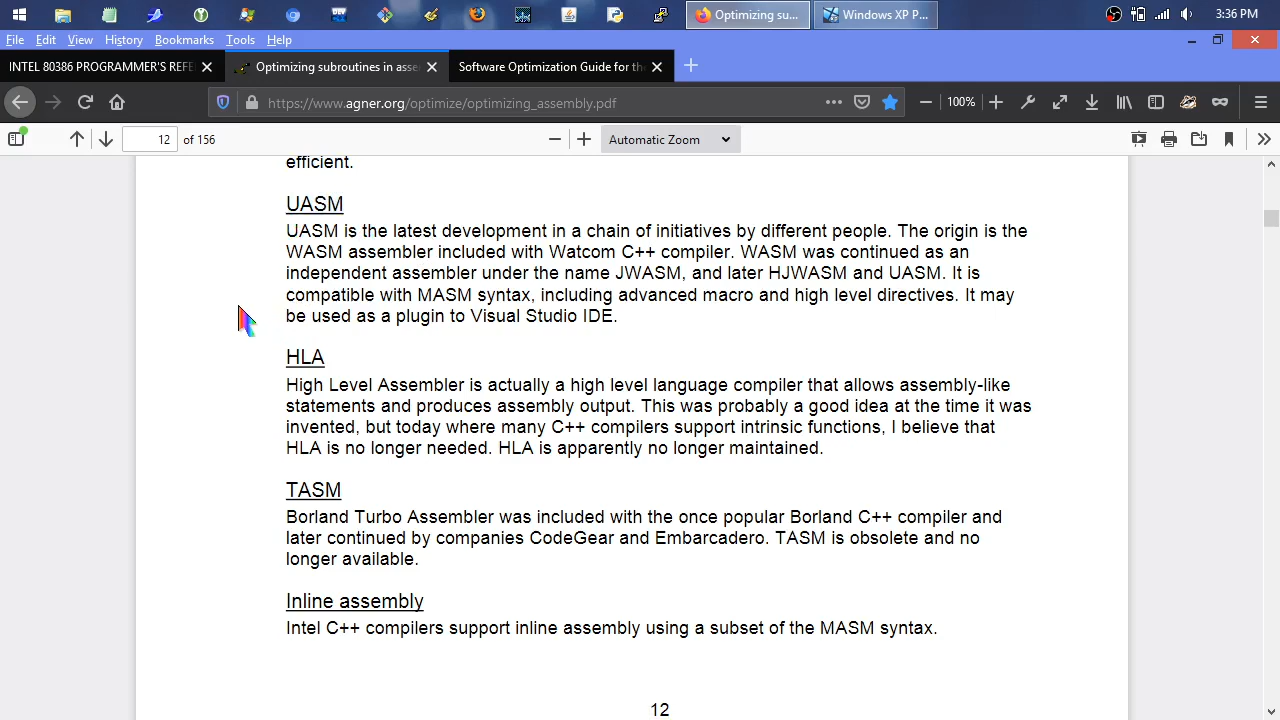 Optimizing su...
Windows XP P...
3:36 PM
File Edit View History Bookmarks Tools Help
INTEL 80386 PROGRAMMER'S REFE
Optimizing subroutines in asse
Software Optimization Guide for the
https://www.agner.org/optimize/optimizing_assembly.pdf
100%
12 of 156
Automatic Zoom
efficient.
UASM
UASM is the latest development in a chain of initiatives by different people. The origin is the
WASM assembler included with Watcom C++ compiler. WASM was continued as an
independent assembler under the name JWASM, and later HJWASM and UASM. It is
compatible with MASM syntax, including advanced macro and high level directives. It may
be used as a plugin to Visual Studio IDE.
HLA
High Level Assembler is actually a high level language compiler that allows assembly-like
statements and produces assembly output. This was probably a good idea at the time it was
invented, but today where many C++ compilers support intrinsic functions, I believe that
HLA is no longer needed. HLA is apparently no longer maintained.
TASM
Borland Turbo Assembler was included with the once popular Borland C++ compiler and
later continued by companies CodeGear and Embarcadero. TASM is obsolete and no
longer available.
Inline assembly
Intel C++ compilers support inline assembly using a subset of the MASM syntax.
12